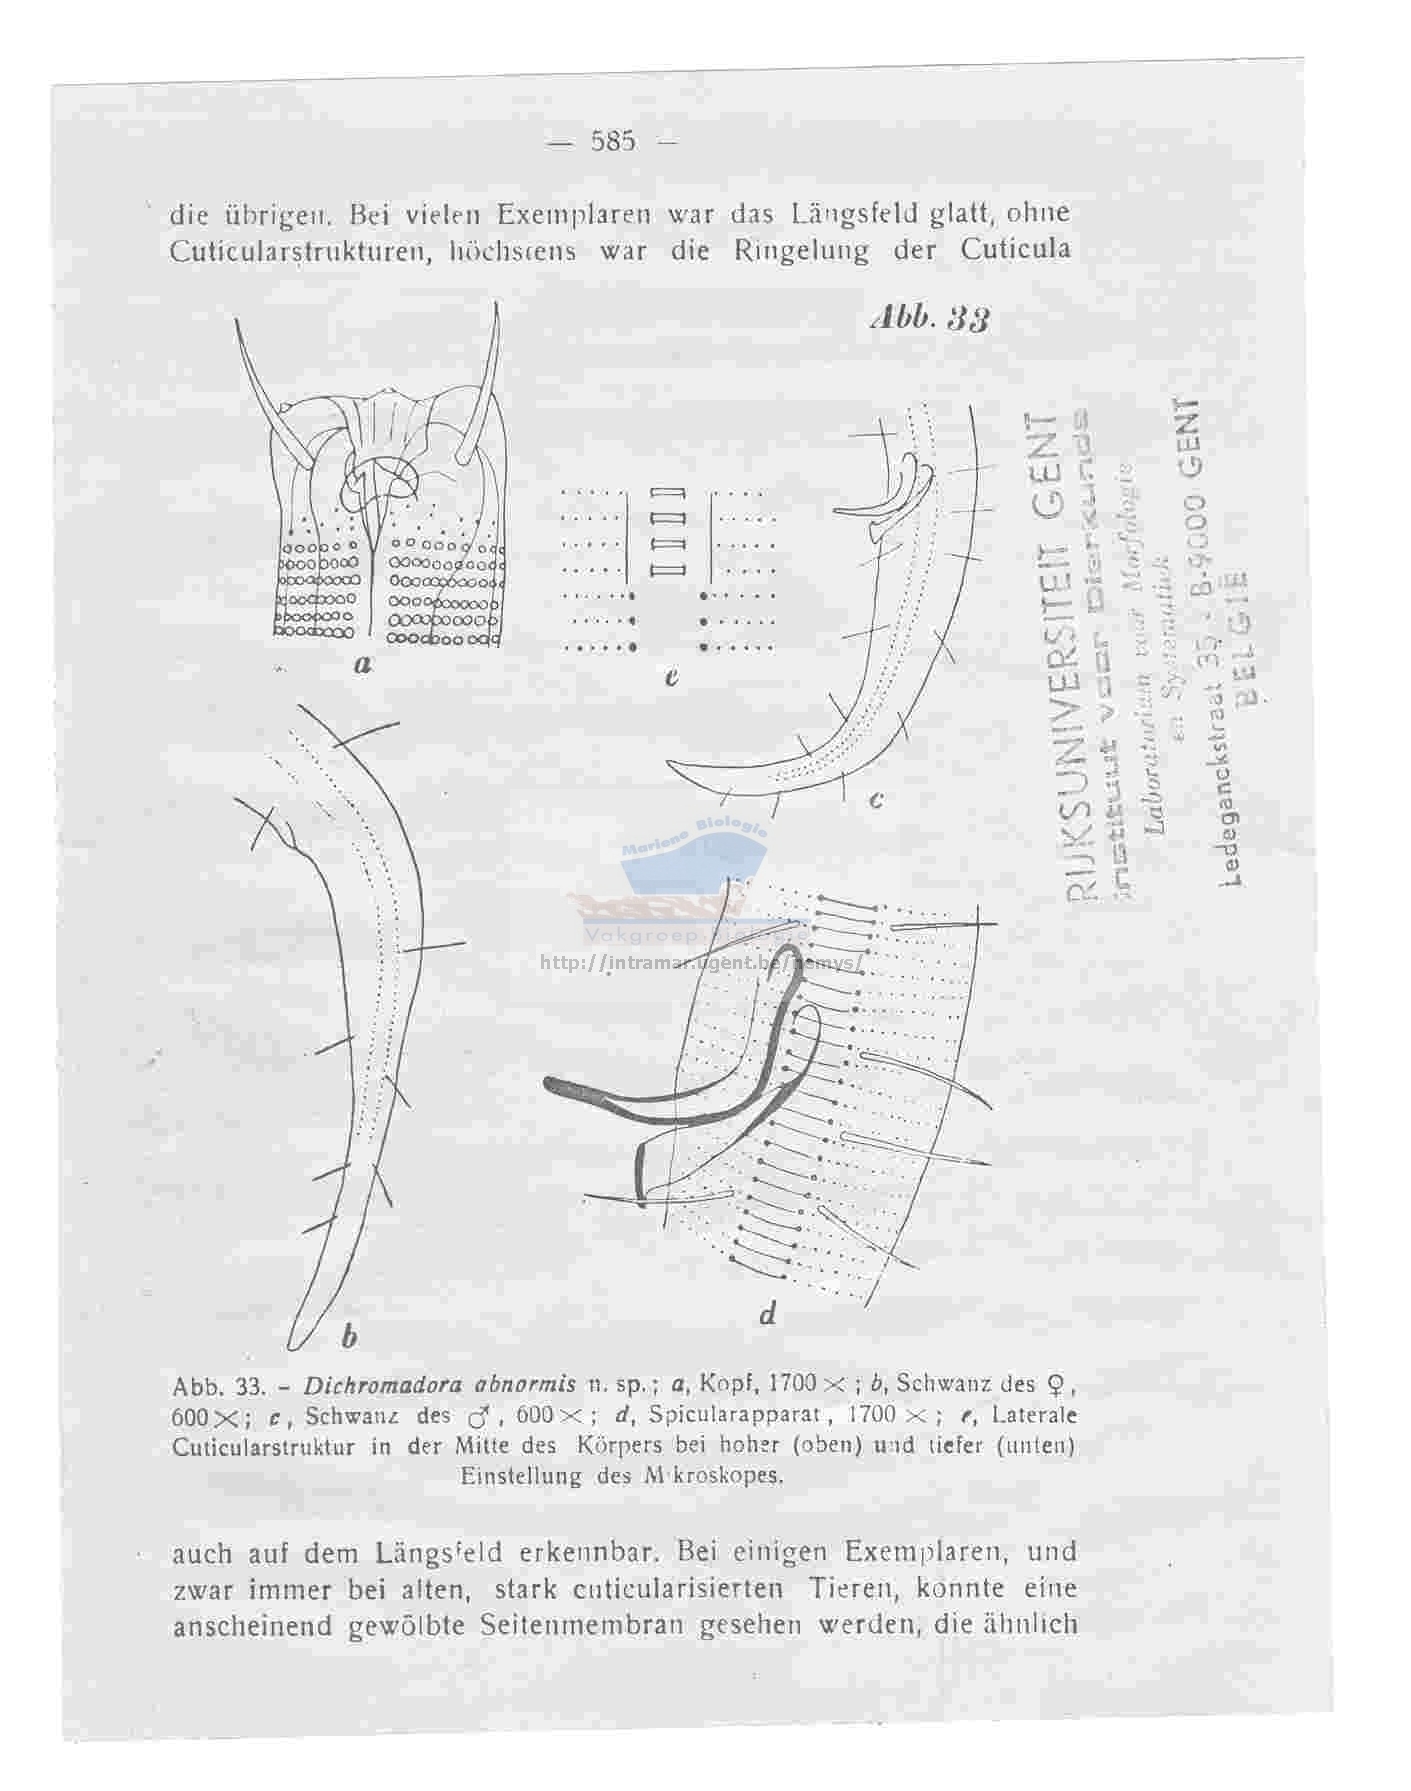 — 585 —
die übrigen. Bei vielen Exemplaren war das Längsfeld glatt, ohne
Cuticularstrukturen, höchstens war die Ringelung der Cuticula
Abb. 33
a
e
c
RIJKSUNIVERSITEIT GENT
Instituut voor Dierkunde
Laboratorium voor Morfologie
en Systematiek
Ledeganckstraat 35 - B-9000 GENT
BELGIË
Mariene Biologie
Vakgroep Biologie
http://intramar.ugent.be/nemys/
b
d
Abb. 33. – Dichromadora abnormis n. sp.; a, Kopf, 1700 × ; b, Schwanz des ♀,
600 ×; c, Schwanz des ♂, 600 × ; d, Spicularapparat, 1700 × ; e, Laterale
Cuticularstruktur in der Mitte des Körpers bei hoher (oben) und tiefer (unten)
Einstellung des Mikroskopes.
auch auf dem Längsfeld erkennbar. Bei einigen Exemplaren, und
zwar immer bei alten, stark cuticularisierten Tieren, konnte eine
anscheinend gewölbte Seitenmembran gesehen werden, die ähnlich